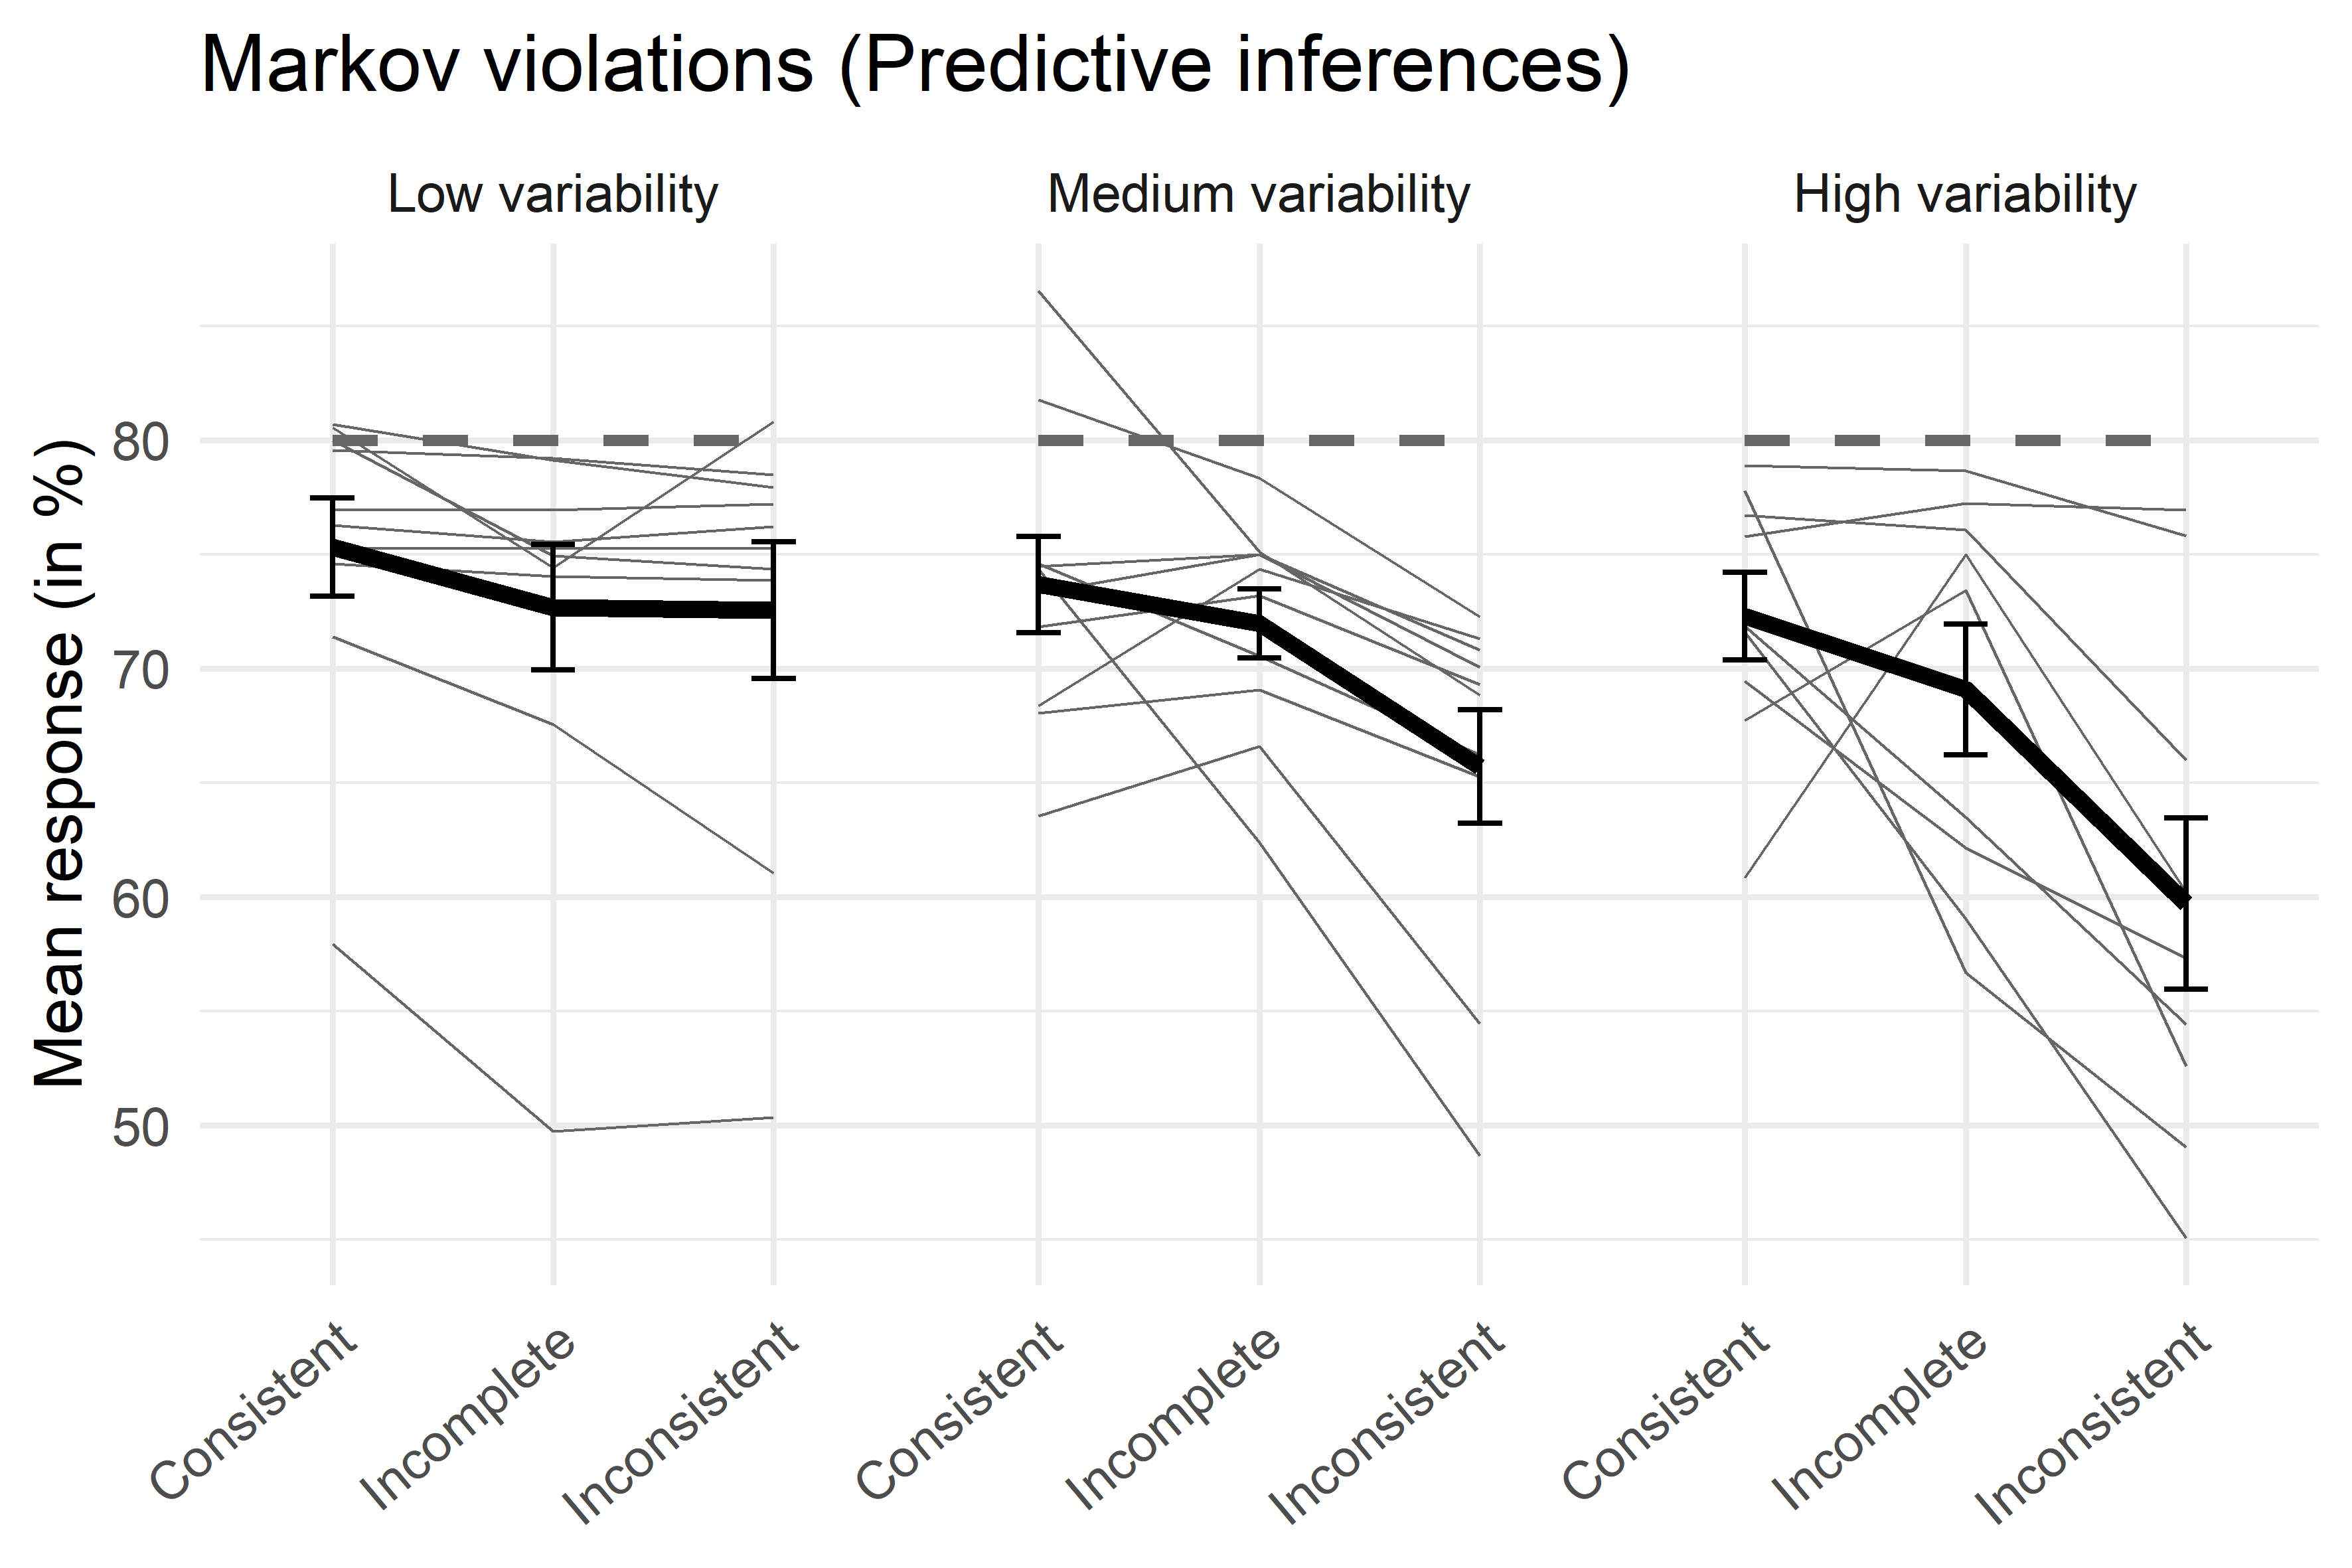 Markov violations (Predictive inferences)
Low variability
Medium variability
High variability
Mean response (in %)
80
70
60
50
Consistent
Incomplete
Inconsistent
Consistent
Incomplete
Inconsistent
Consistent
Incomplete
Inconsistent